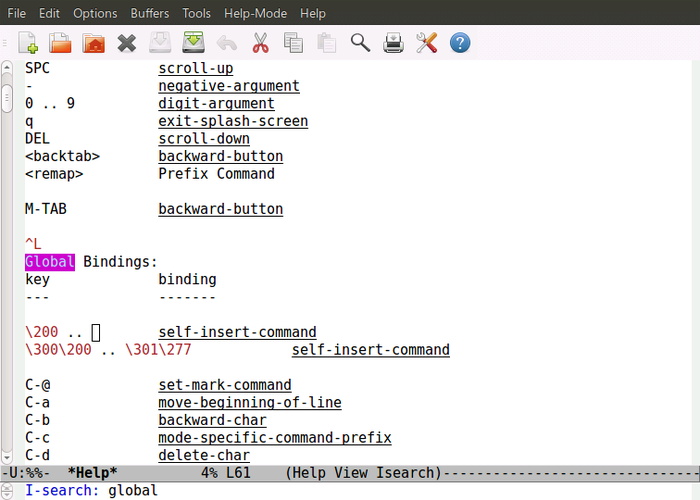 File Edit Options Buffers Tools Help-Mode Help
SPC scroll-up
- negative-argument
0 .. 9 digit-argument
q exit-splash-screen
DEL scroll-down
<backtab> backward-button
<remap> Prefix Command
M-TAB backward-button
^L
Global Bindings:
key binding
--- -------
\200 .. self-insert-command
\300\200 .. \301\277 self-insert-command
C-@ set-mark-command
C-a move-beginning-of-line
C-b backward-char
C-c mode-specific-command-prefix
C-d delete-char
-U:%%- *Help* 4% L61 (Help View Isearch)--------------------------------
I-search: global